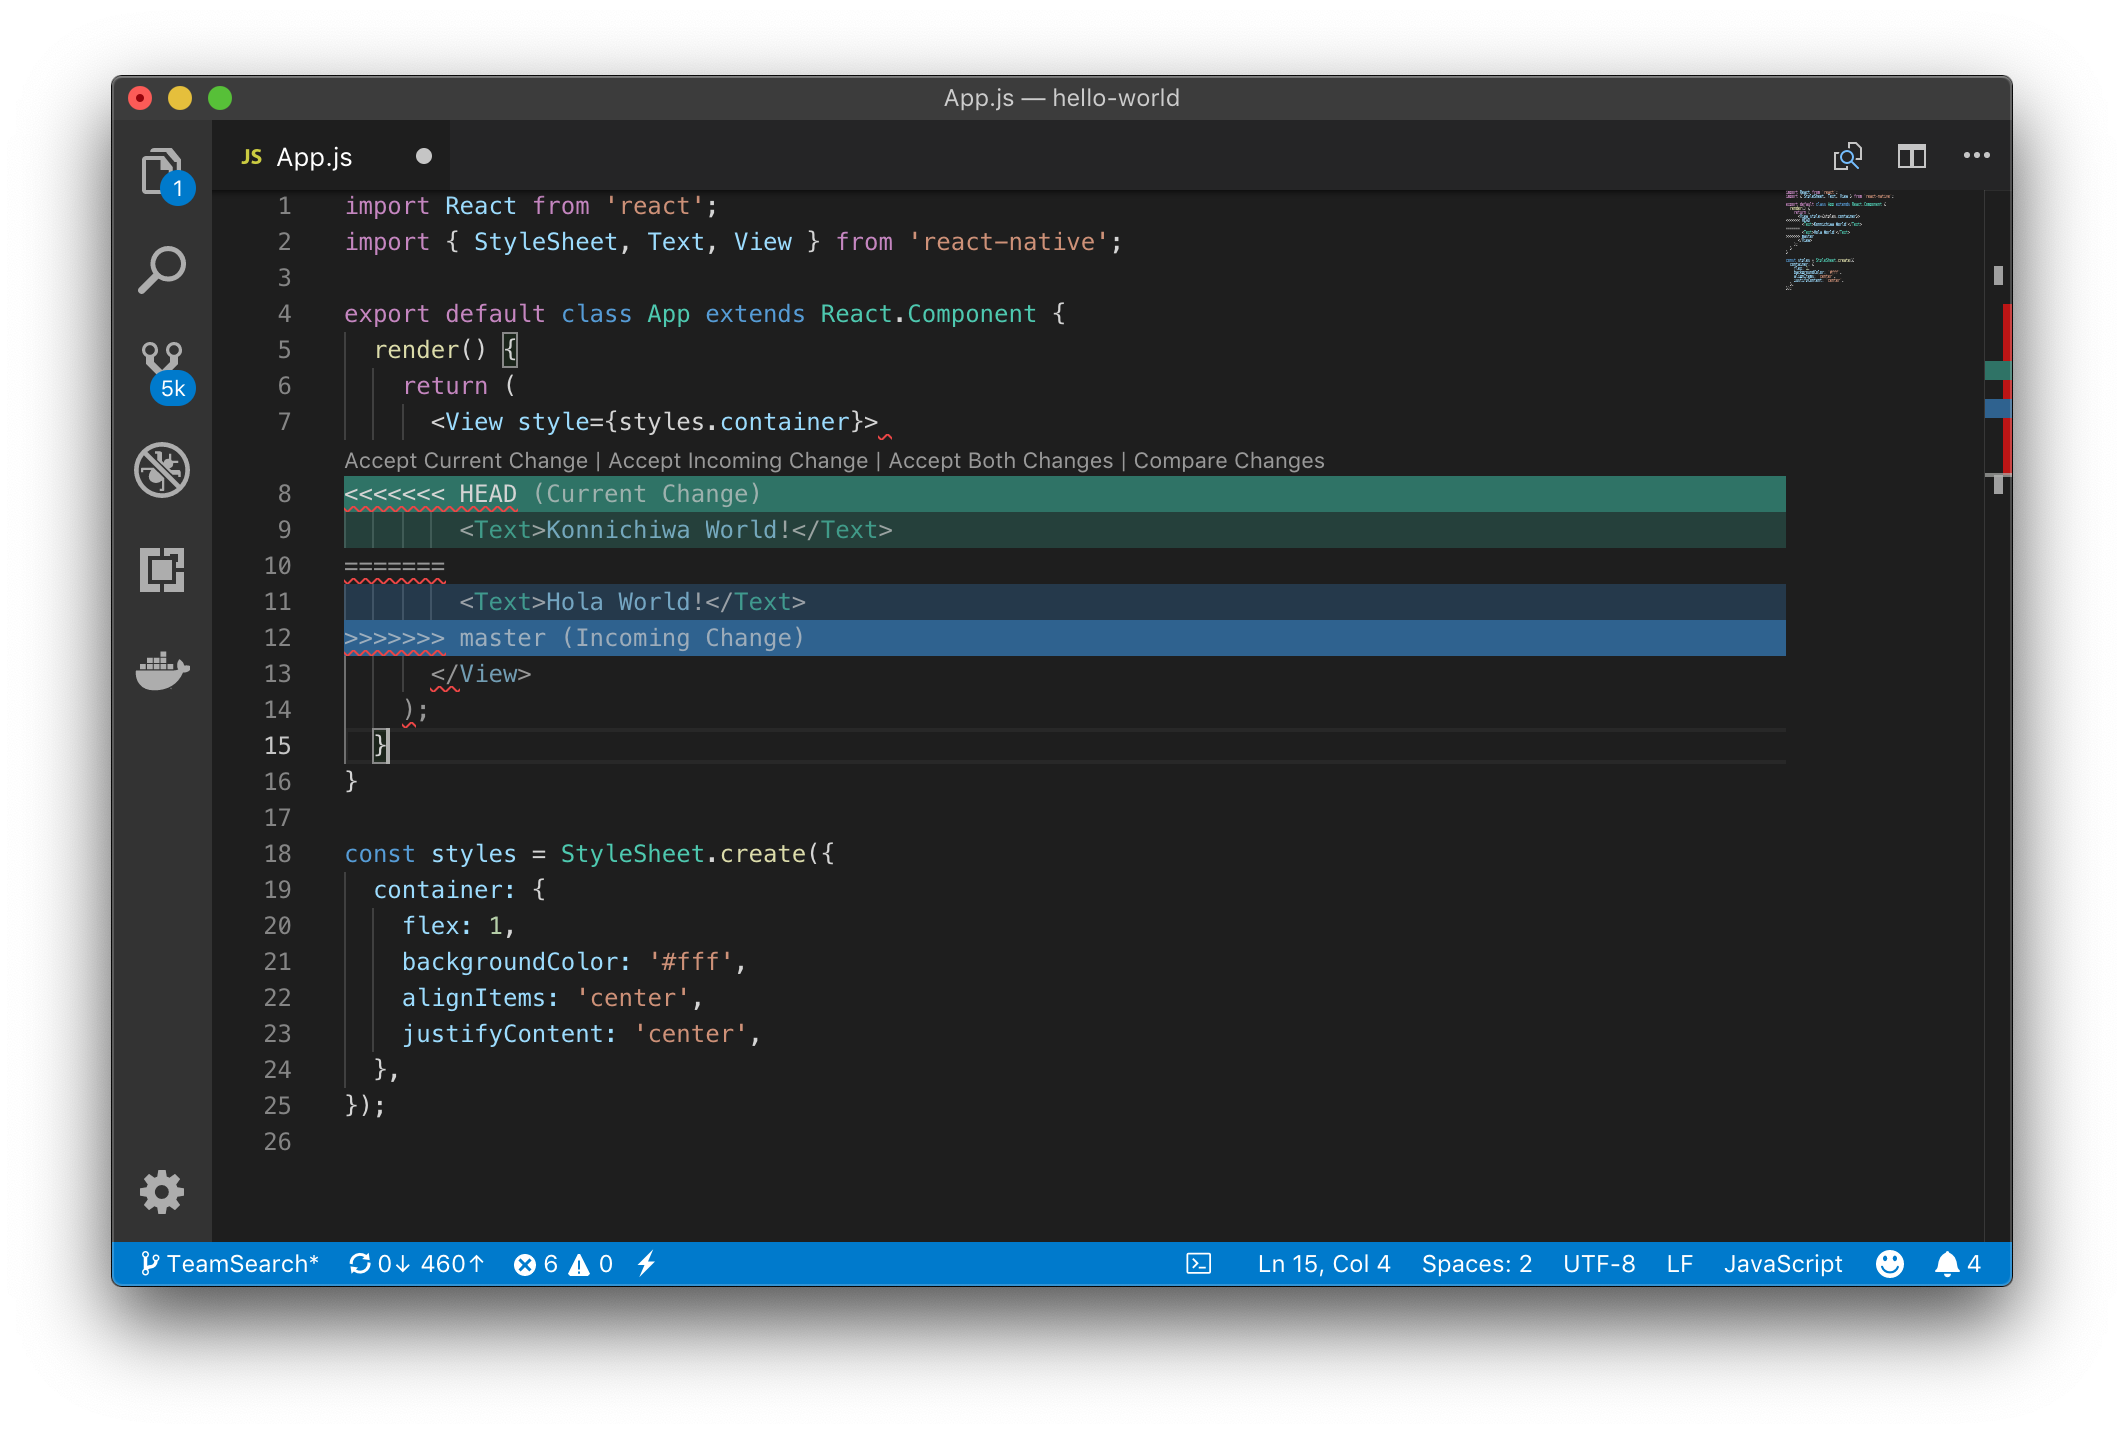 App.js — hello-world
JS App.js
1
5k
1 import React from 'react';
2 import { StyleSheet, Text, View } from 'react-native';
3
4 export default class App extends React.Component {
5 render() {
6 return (
7 <View style={styles.container}>
Accept Current Change | Accept Incoming Change | Accept Both Changes | Compare Changes
8 <<<<<<< HEAD (Current Change)
9 <Text>Konnichiwa World!</Text>
10 =======
11 <Text>Hola World!</Text>
12 >>>>>>> master (Incoming Change)
13 </View>
14 );
15 }
16 }
17
18 const styles = StyleSheet.create({
19 container: {
20 flex: 1,
21 backgroundColor: '#fff',
22 alignItems: 'center',
23 justifyContent: 'center',
24 },
25 });
26
TeamSearch* 0↓ 460↑ 6 0 Ln 15, Col 4 Spaces: 2 UTF-8 LF JavaScript 4